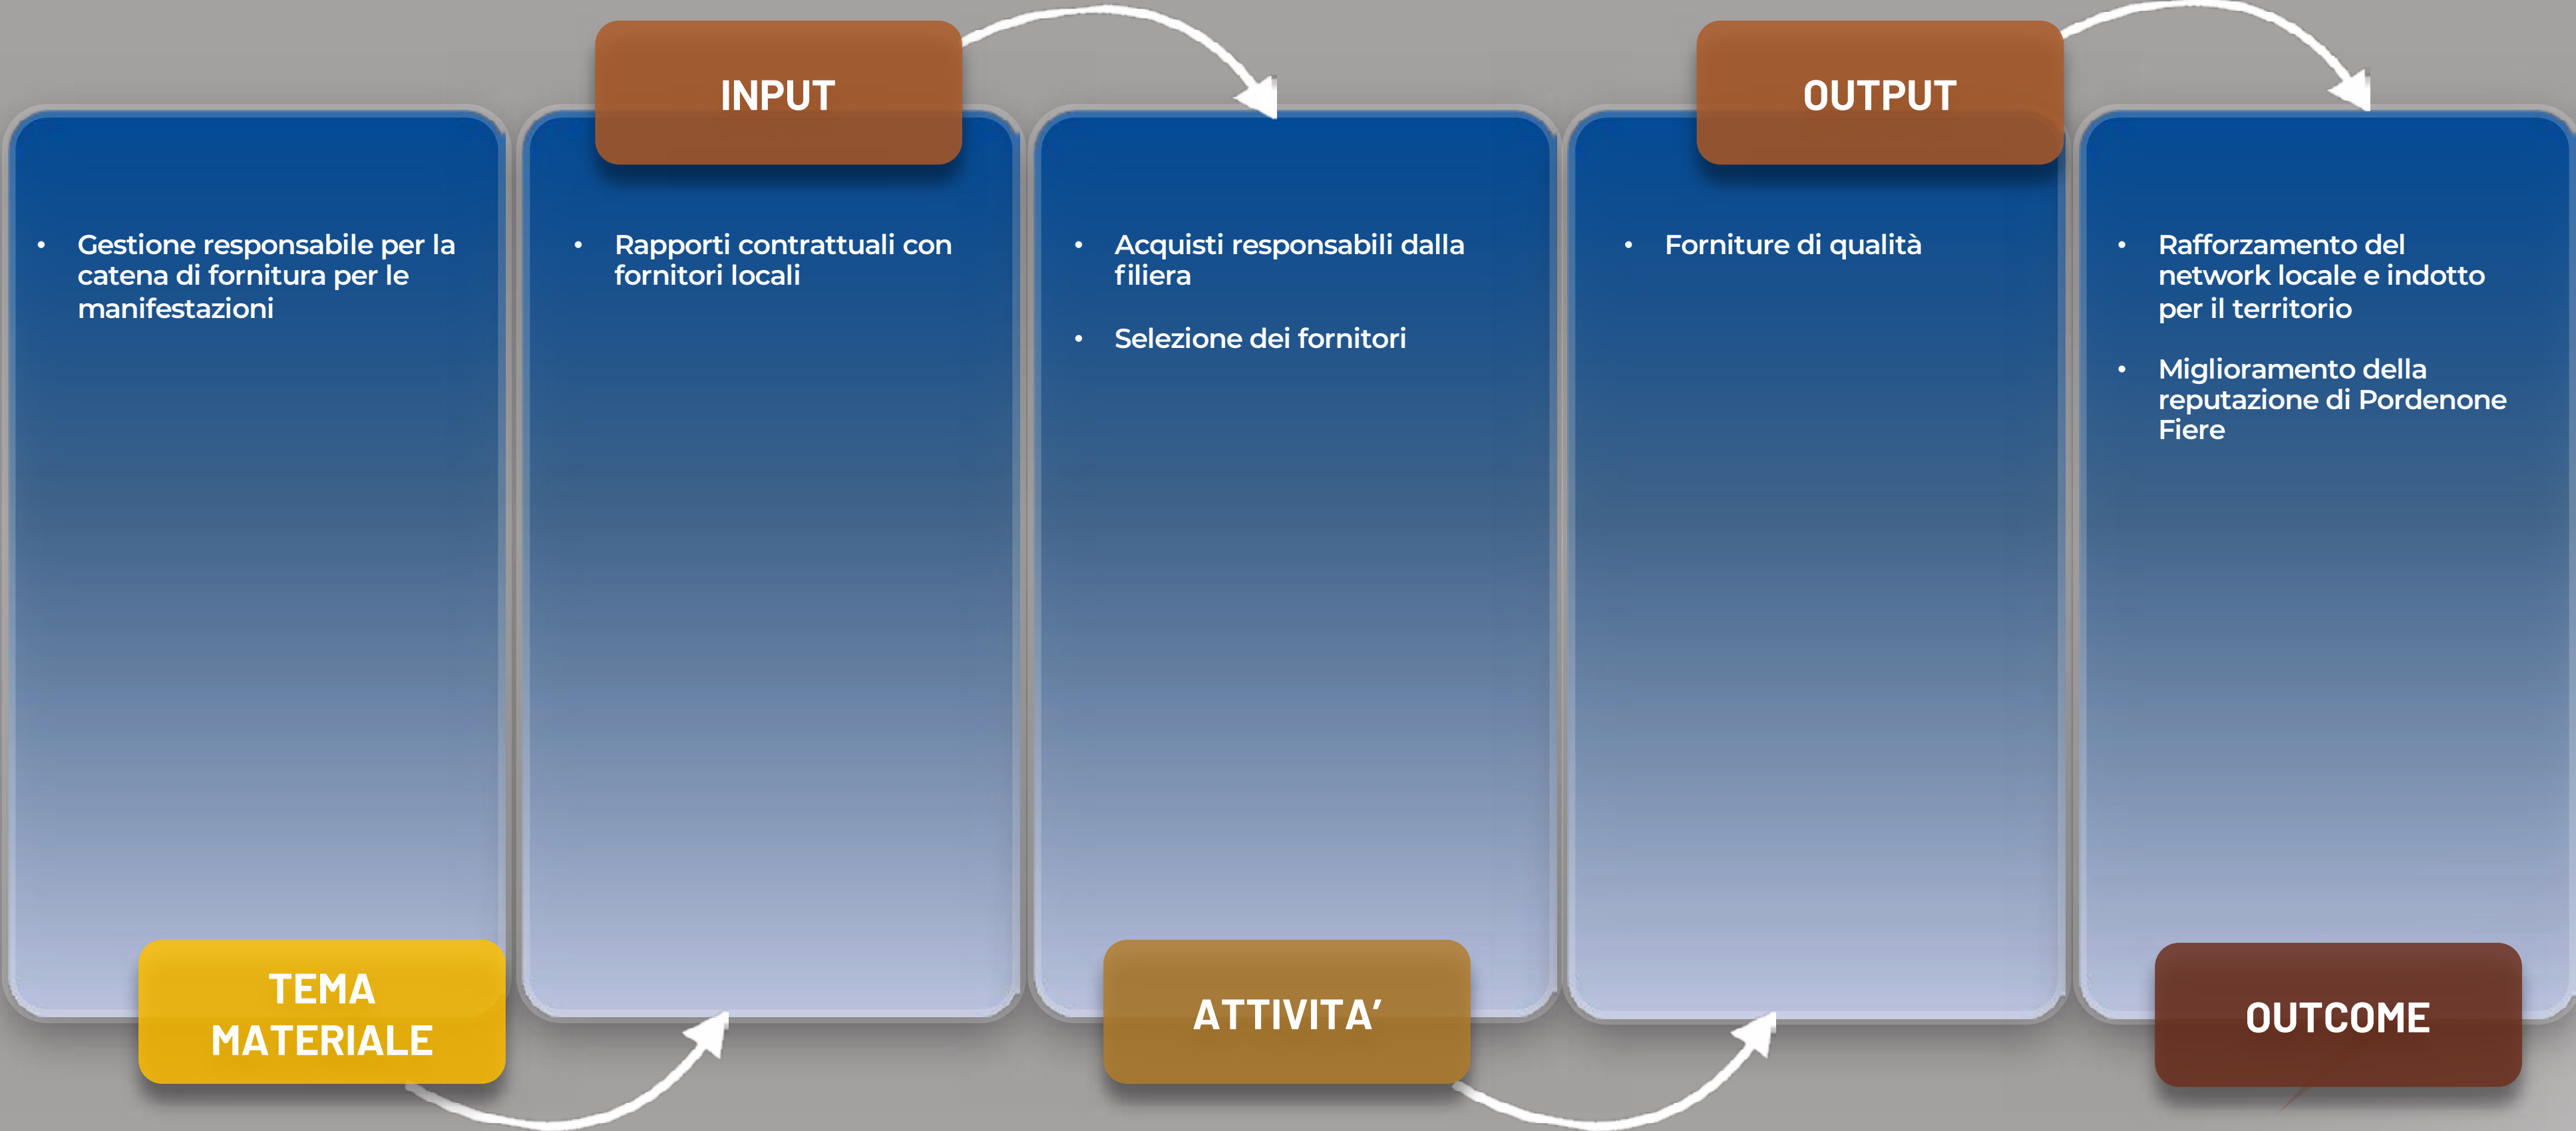 INPUT
OUTPUT
• Gestione responsabile per la
catena di fornitura per le
manifestazioni
• Rapporti contrattuali con
fornitori locali
• Acquisti responsabili dalla
filiera
• Selezione dei fornitori
• Forniture di qualità
• Rafforzamento del
network locale e indotto
per il territorio
• Miglioramento della
reputazione di Pordenone
Fiere
TEMA
MATERIALE
ATTIVITA’
OUTCOME